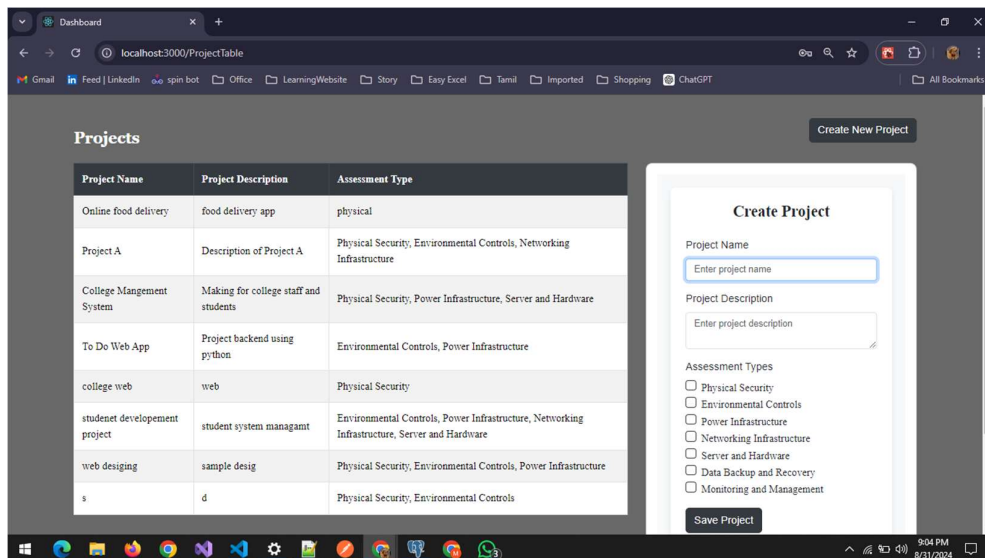 Dashboard
localhost:3000/ProjectTable
Gmail Feed | LinkedIn spin bot Office LearningWebsite Story Easy Excel Tamil Imported Shopping ChatGPT All Bookmarks
Projects
Create New Project
Project Name Project Description Assessment Type
Online food delivery food delivery app physical
Project A Description of Project A Physical Security, Environmental Controls, Networking
Infrastructure
College Mangement Making for college staff and Physical Security, Power Infrastructure, Server and Hardware
System students
To Do Web App Project backend using Environmental Controls, Power Infrastructure
python
college web web Physical Security
studenet developement student system managamt Environmental Controls, Power Infrastructure, Networking
project Infrastructure, Server and Hardware
web desiging sample desig Physical Security, Environmental Controls, Power Infrastructure
s d Physical Security, Environmental Controls
Create Project
Project Name
Enter project name
Project Description
Enter project description
Assessment Types
Physical Security
Environmental Controls
Power Infrastructure
Networking Infrastructure
Server and Hardware
Data Backup and Recovery
Monitoring and Management
Save Project
3
9:04 PM
8/31/2024